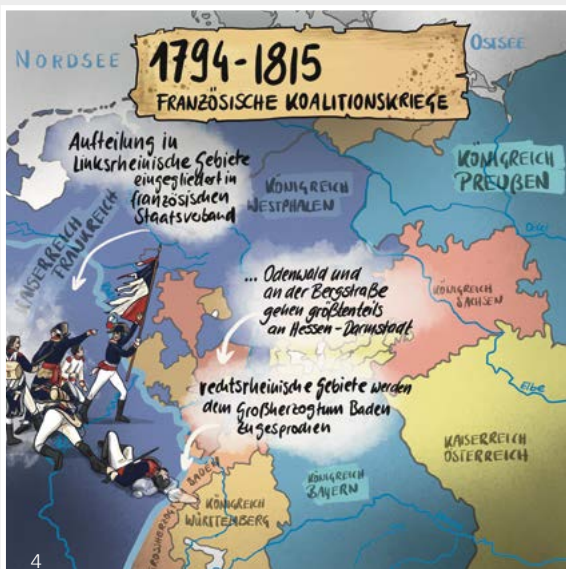 NORDSEE
OSTSEE
1794-1815
FRANZÖSISCHE KOALITIONSKRIEGE
Aufteilung in
Linksrheinische Gebiete
eingegliedert in
französischen
Staatsverband
KÖNIGREICH
PREUẞEN
KÖNIGREICH
WESTPHALEN
KAISERREICH
FRANKREICH
Oder
... Odenwald und
an der Bergstraße
gehen größtenteils
an Hessen-Darmstadt
KÖNIGREICH
SACHSEN
rechtsrheinische Gebiete werden
dem Großherzogtum Baden
zugesprochen
Elbe
KAISERREICH
ÖSTERREICH
KÖNIGREICH
BAYERN
BADEN
KÖNIGREICH
WÜRTTEMBERG
4